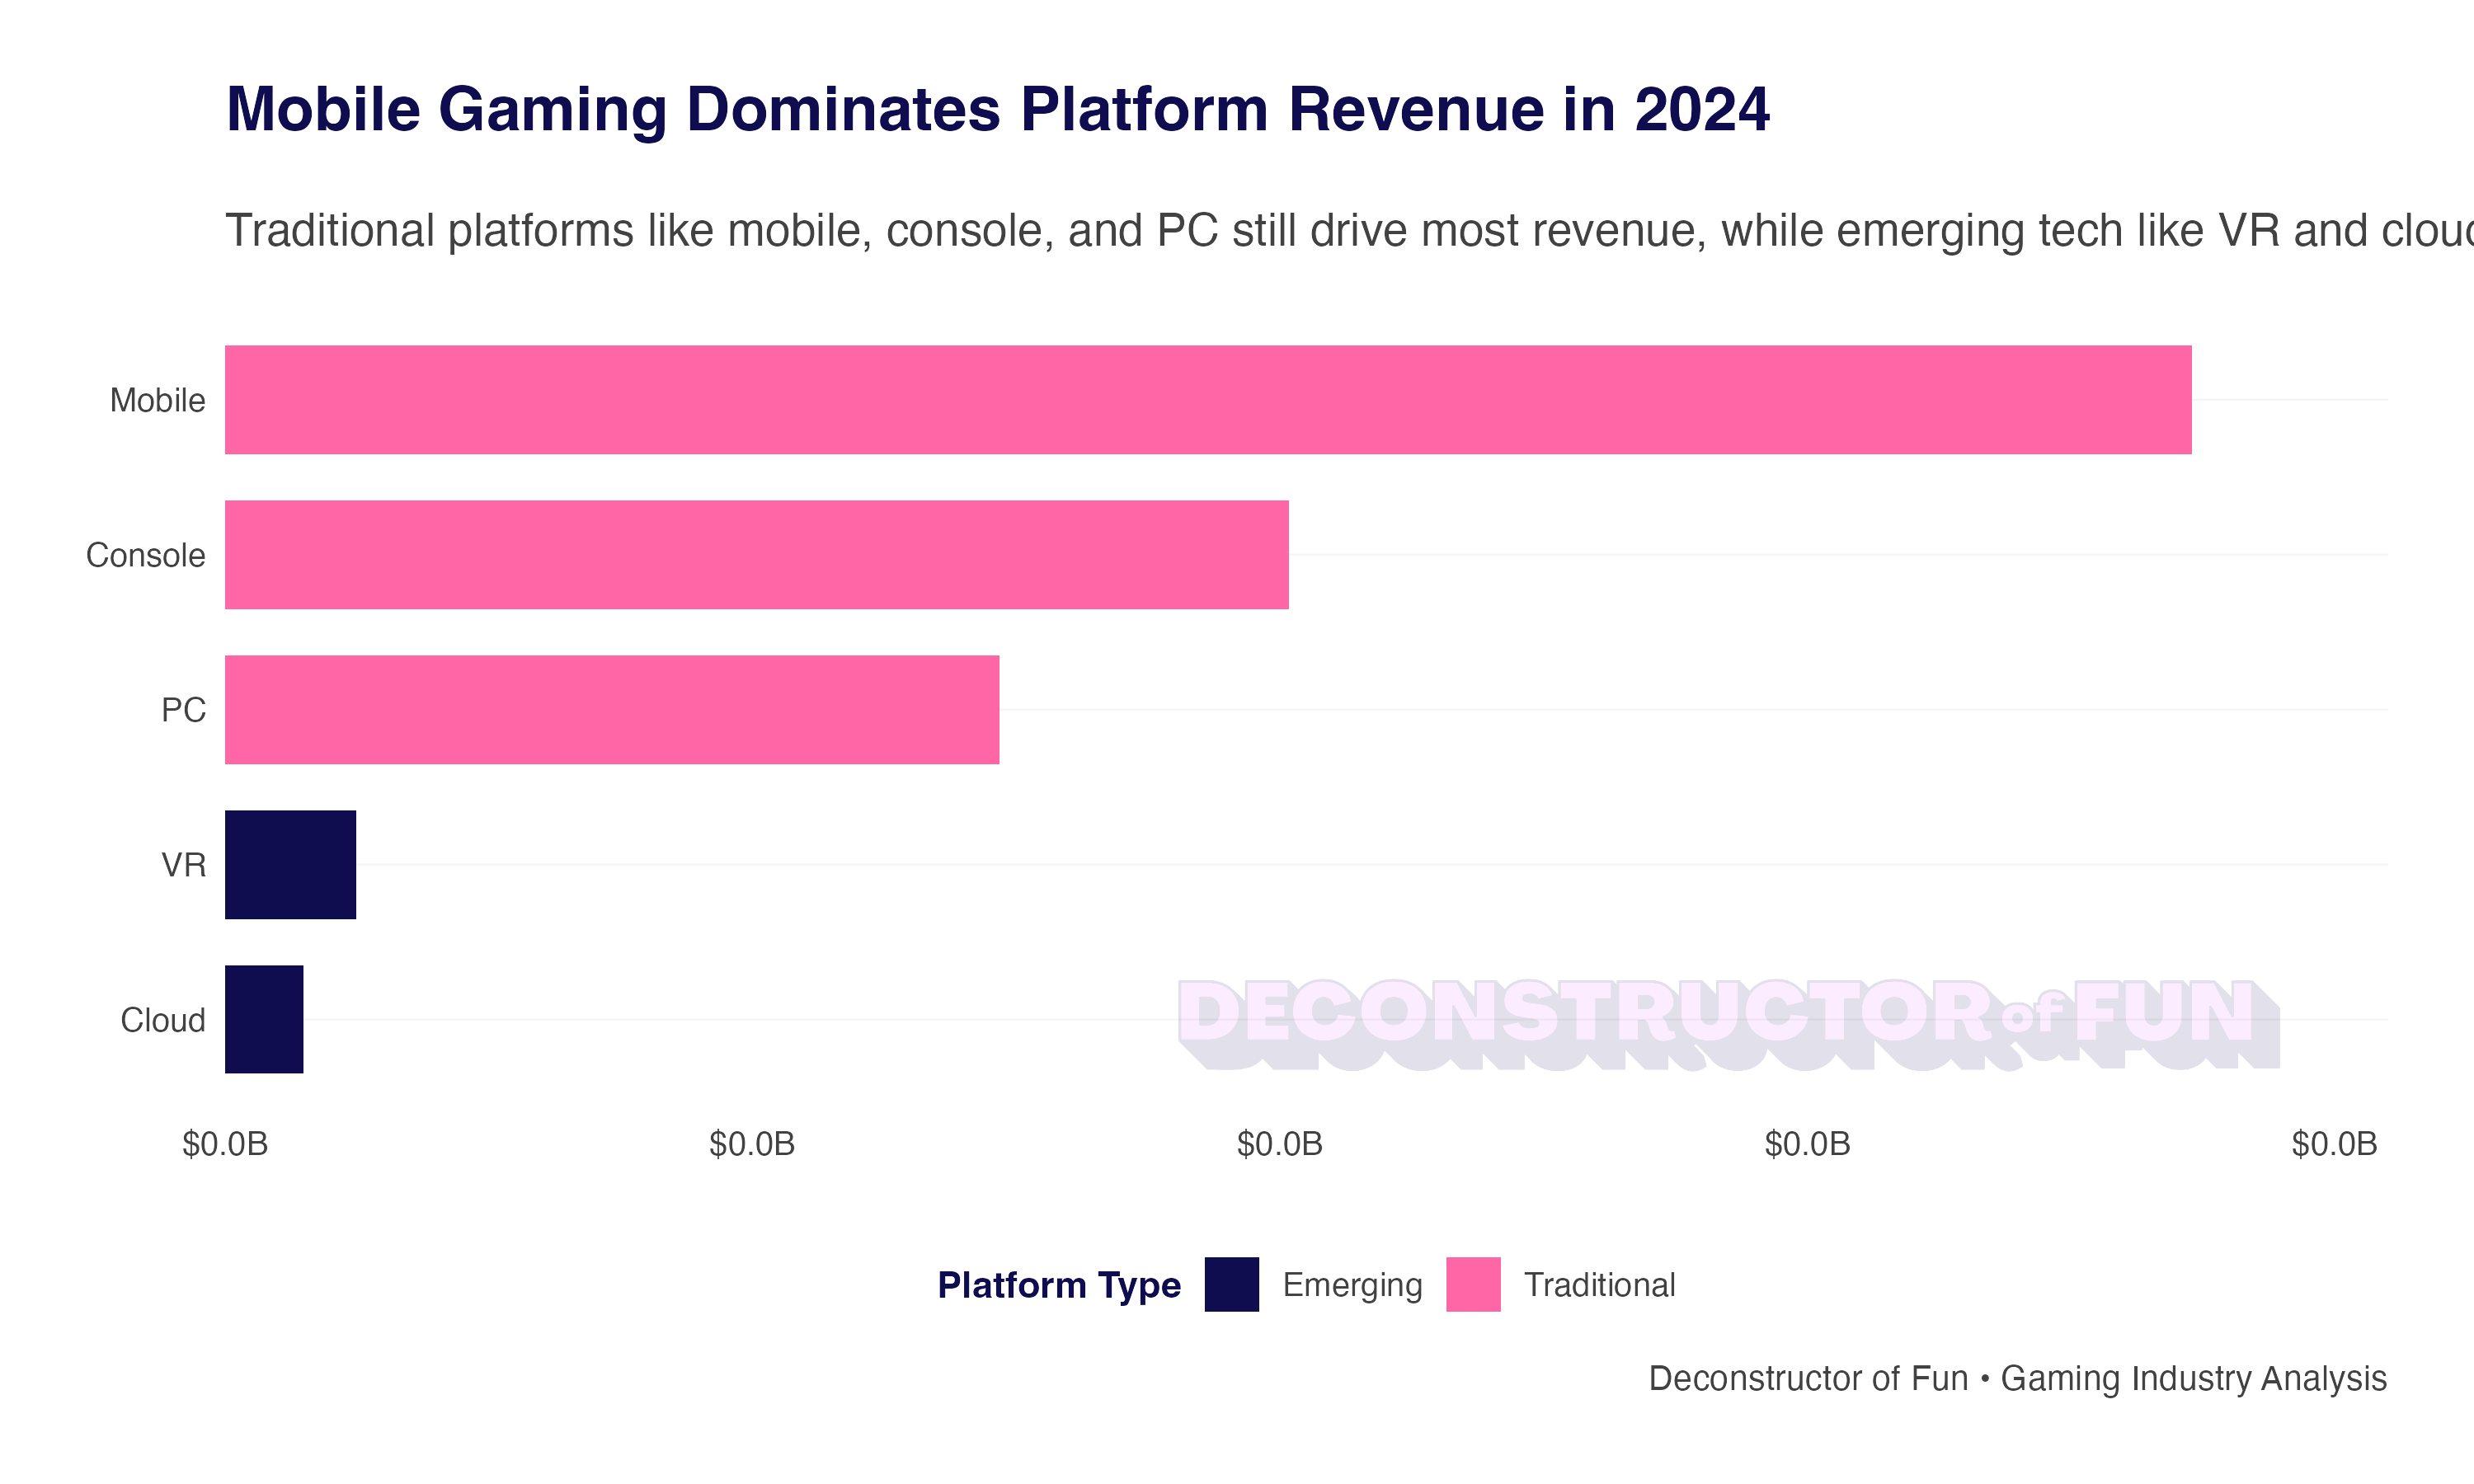 Mobile Gaming Dominates Platform Revenue in 2024
Traditional platforms like mobile, console, and PC still drive most revenue, while emerging tech like VR and cloud
Mobile
Console
PC
VR
Cloud
DECONSTRUCTOR of FUN
$0.0B $0.0B $0.0B $0.0B $0.0B
Platform Type Emerging Traditional
Deconstructor of Fun • Gaming Industry Analysis